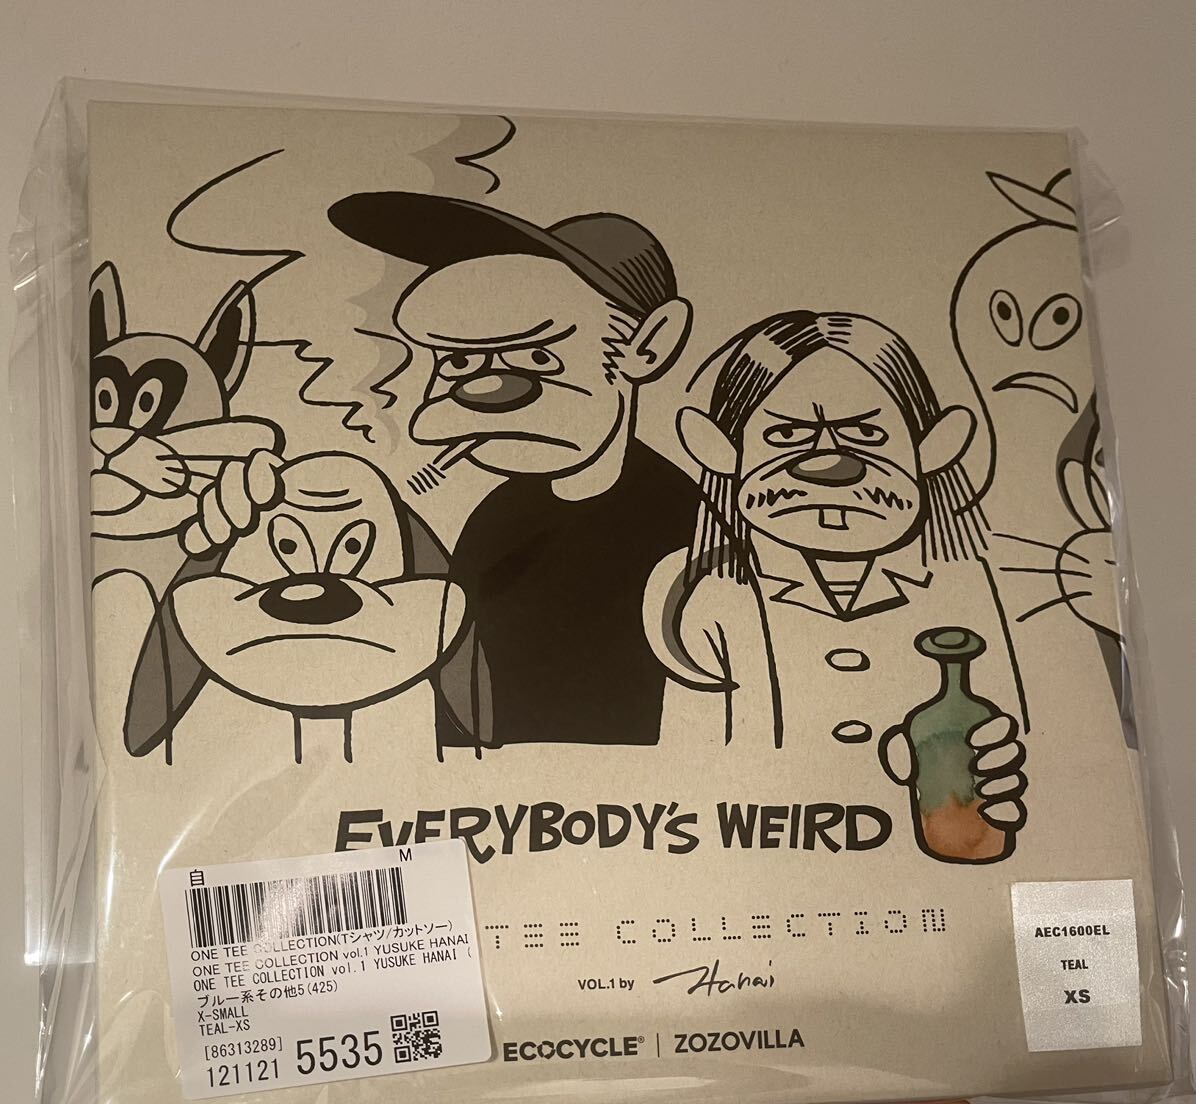 EVERYBODY'S WEIRD
TEE COLLECTION
VOL.1 by Hanai
ECOCYCLE® | ZOZOVILLA
自
M
ONE TEE COLLECTION(Tシャツ/カットソー)
ONE TEE COLLECTION vol.1 YUSUKE HANAI
ONE TEE COLLECTION vol.1 YUSUKE HANAI (
ブルー系その他5(425)
X-SMALL
TEAL-XS
[86313289]
121121 5535
AEC1600EL
TEAL
XS